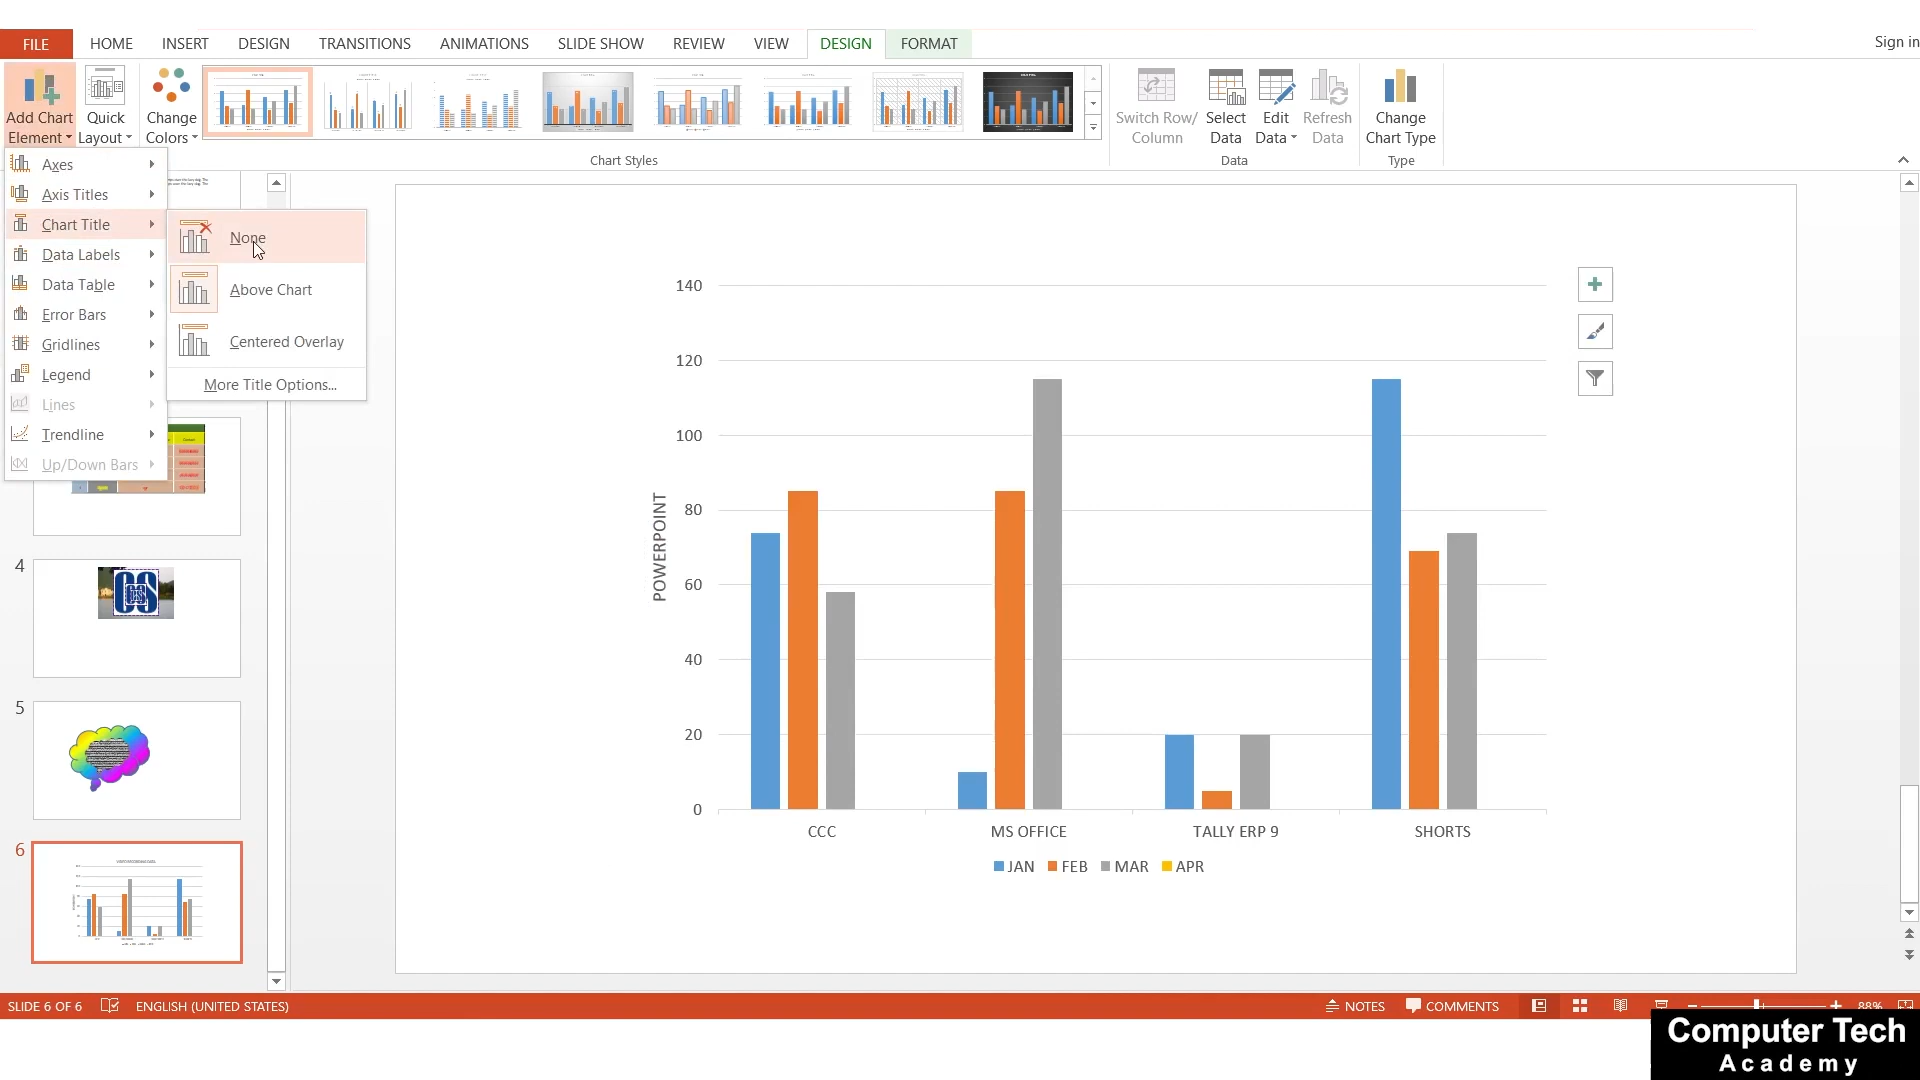 FILE HOME INSERT DESIGN TRANSITIONS ANIMATIONS SLIDE SHOW REVIEW VIEW DESIGN FORMAT Sign in
Add Chart Element
Quick Layout
Change Colors
Chart Styles
Switch Row/ Column
Select Data
Edit Data
Refresh Data
Data
Change Chart Type
Type
Axes
Axis Titles
Chart Title
Data Labels
Data Table
Error Bars
Gridlines
Legend
Lines
Trendline
Up/Down Bars
None
Above Chart
Centered Overlay
More Title Options...
4
5
6
140
120
100
80
60
40
20
0
POWERPOINT
CCC MS OFFICE TALLY ERP 9 SHORTS
JAN FEB MAR APR
SLIDE 6 OF 6 ENGLISH (UNITED STATES) NOTES COMMENTS 88%
Computer Tech
Academy